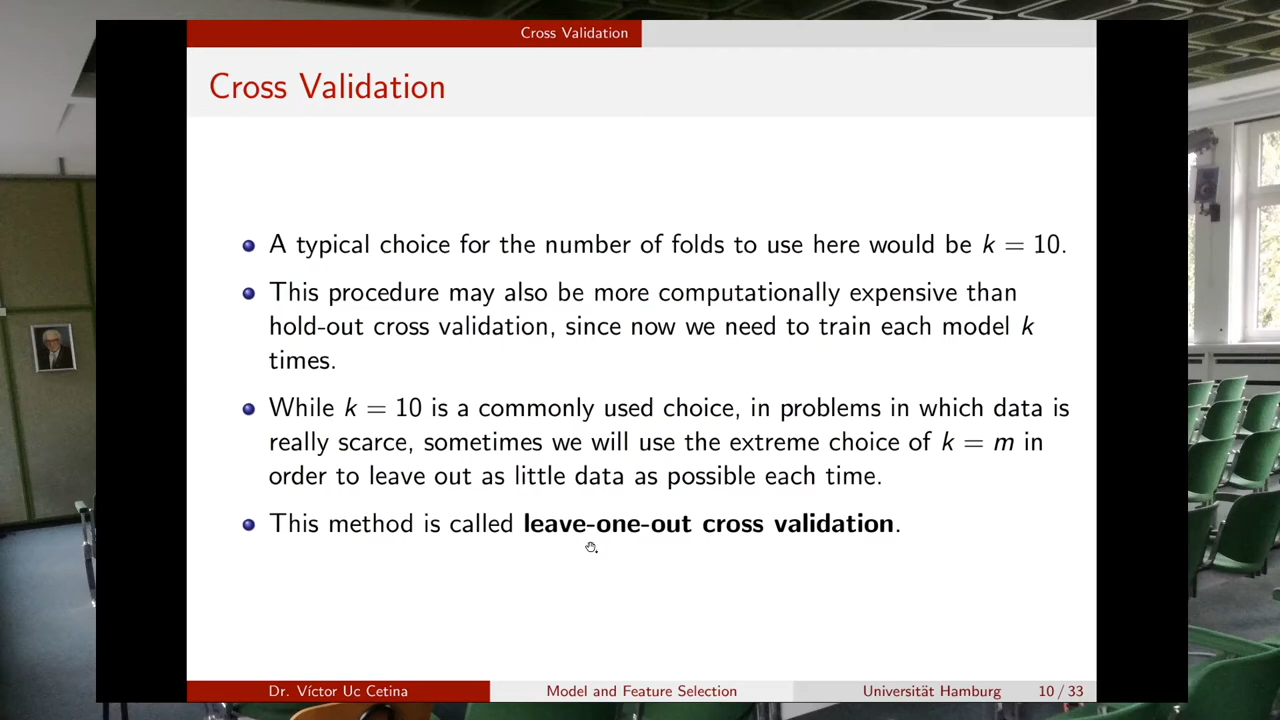 Cross Validation
Cross Validation
A typical choice for the number of folds to use here would be k = 10.
This procedure may also be more computationally expensive than
hold-out cross validation, since now we need to train each model k
times.
While k = 10 is a commonly used choice, in problems in which data is
really scarce, sometimes we will use the extreme choice of k = m in
order to leave out as little data as possible each time.
This method is called leave-one-out cross validation.
Dr. Víctor Uc Cetina Model and Feature Selection Universität Hamburg 10 / 33